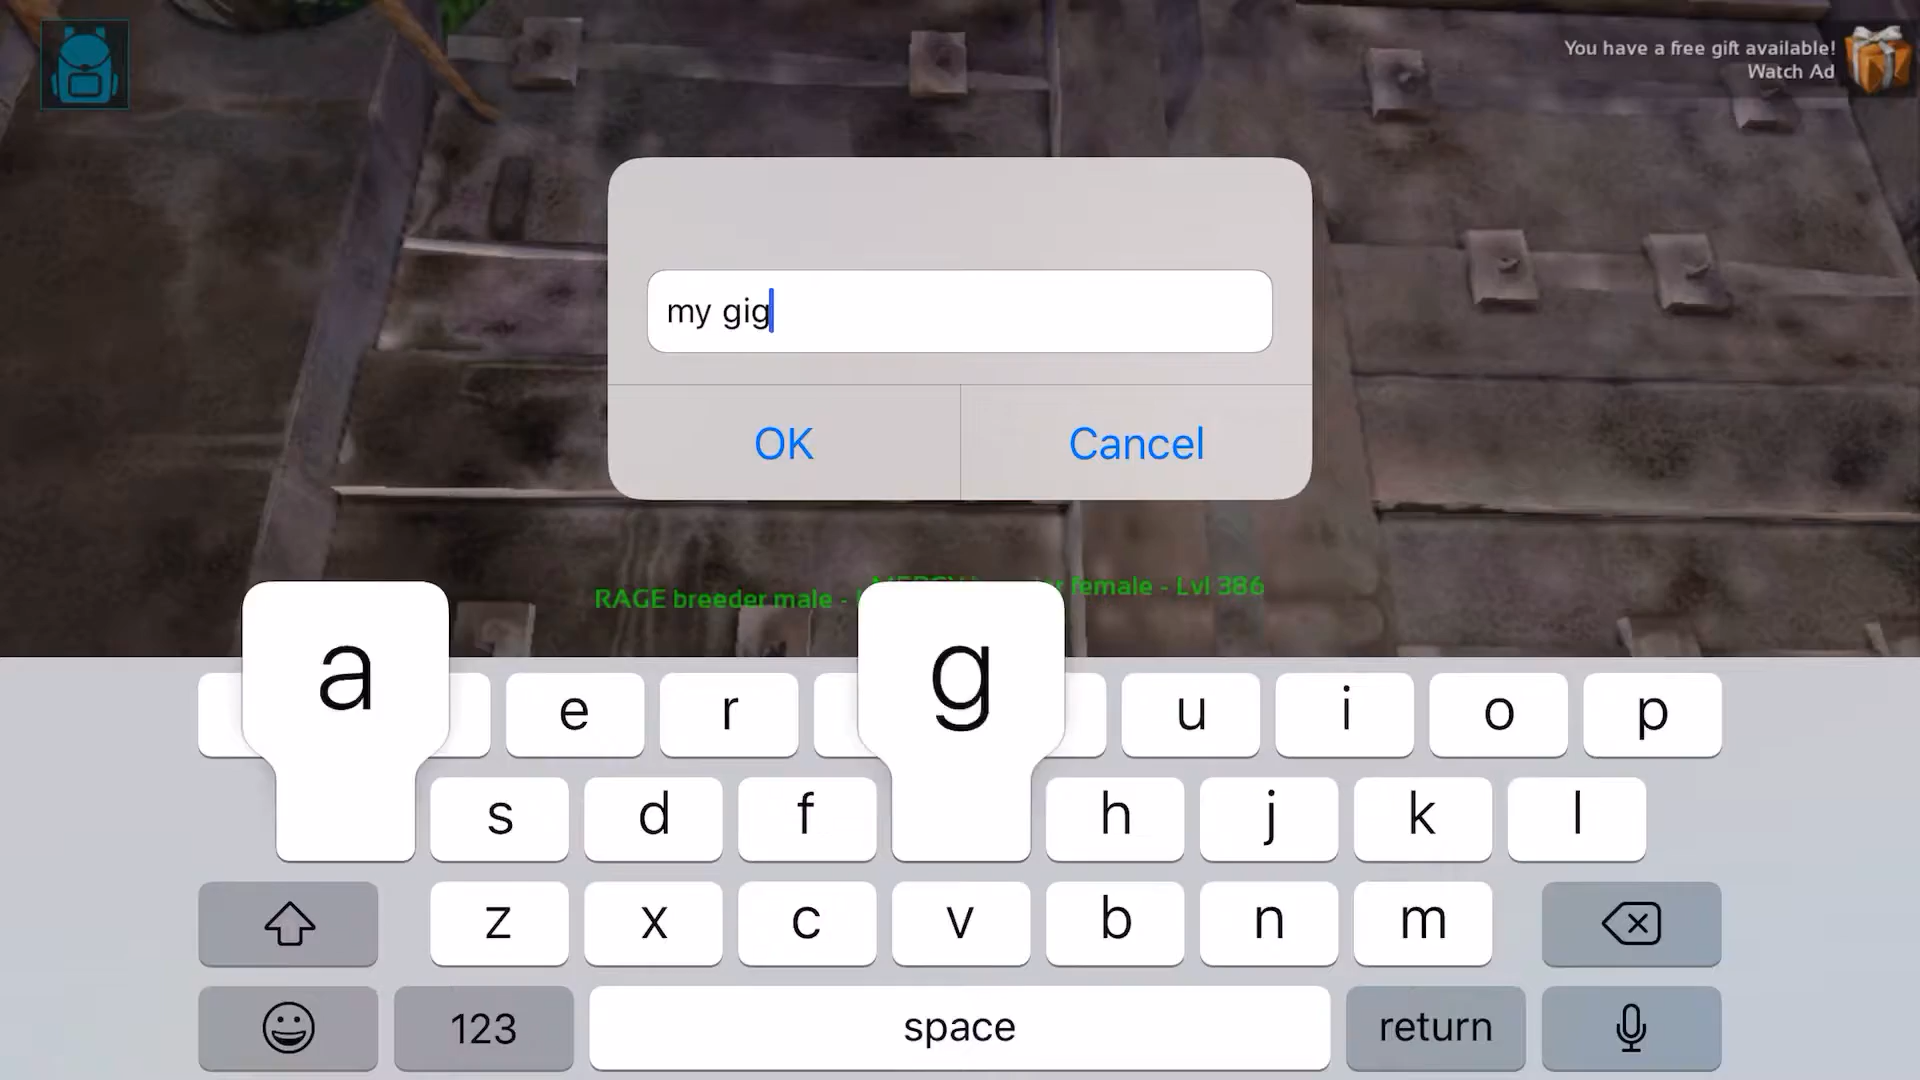 You have a free gift available!
Watch Ad
my gig
OK
Cancel
RAGE breeder male -
female - Lvl 386
a
g
e
r
u
i
o
p
s
d
f
h
j
k
l
z
x
c
v
b
n
m
123
space
return